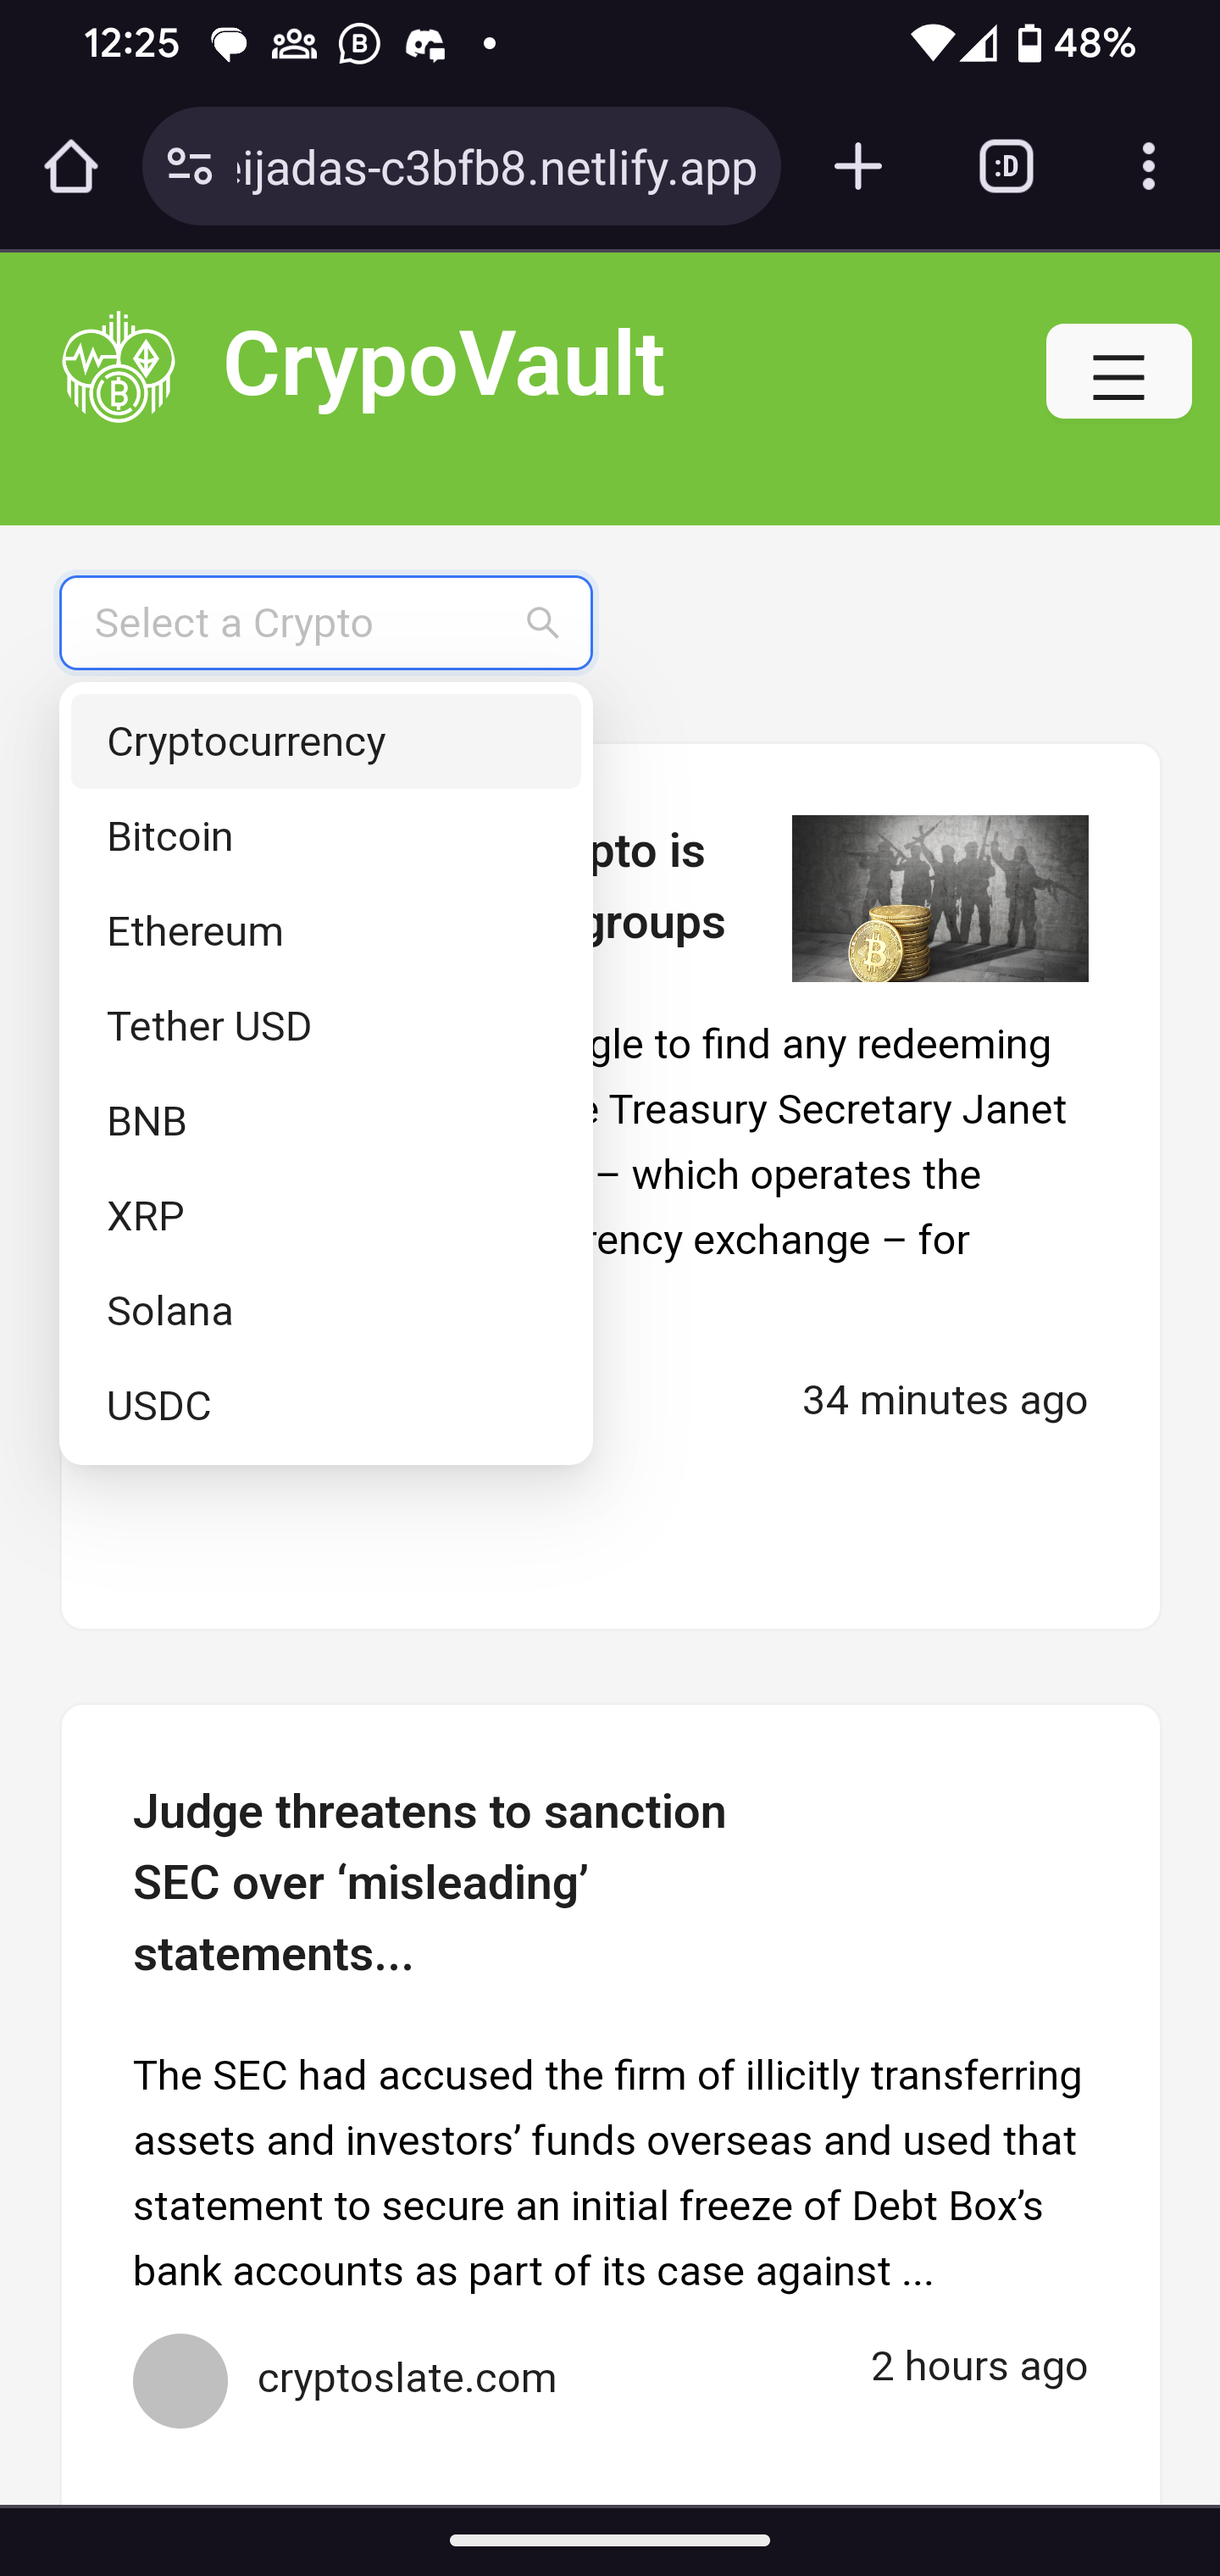 12:25
48%
ijadas-c3bfb8.netlify.app
:D
CrypoVault
Select a Crypto
Cryptocurrency
Bitcoin
Ethereum
Tether USD
BNB
XRP
Solana
USDC
pto is
groups
gle to find any redeeming
Treasury Secretary Janet
– which operates the
rency exchange – for
34 minutes ago
Judge threatens to sanction
SEC over ‘misleading’
statements...
The SEC had accused the firm of illicitly transferring
assets and investors’ funds overseas and used that
statement to secure an initial freeze of Debt Box’s
bank accounts as part of its case against ...
cryptoslate.com
2 hours ago